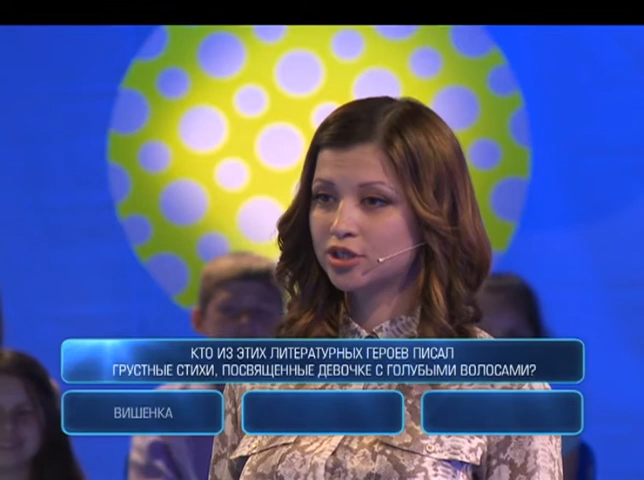 КТО ИЗ ЭТИХ ЛИТЕРАТУРНЫХ ГЕРОЕВ ПИСАЛ
ГРУСТНЫЕ СТИХИ, ПОСВЯЩЕННЫЕ ДЕВОЧКЕ С ГОЛУБЫМИ ВОЛОСАМИ?
ВИШЕНКА